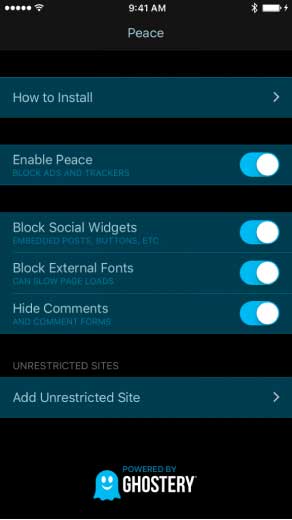 9:41 AM
Peace
How to Install
Enable Peace
BLOCK ADS AND TRACKERS
Block Social Widgets
EMBEDDED POSTS, BUTTONS, ETC
Block External Fonts
CAN SLOW PAGE LOADS
Hide Comments
AND COMMENT FORMS
UNRESTRICTED SITES
Add Unrestricted Site
POWERED BY
GHOSTERY